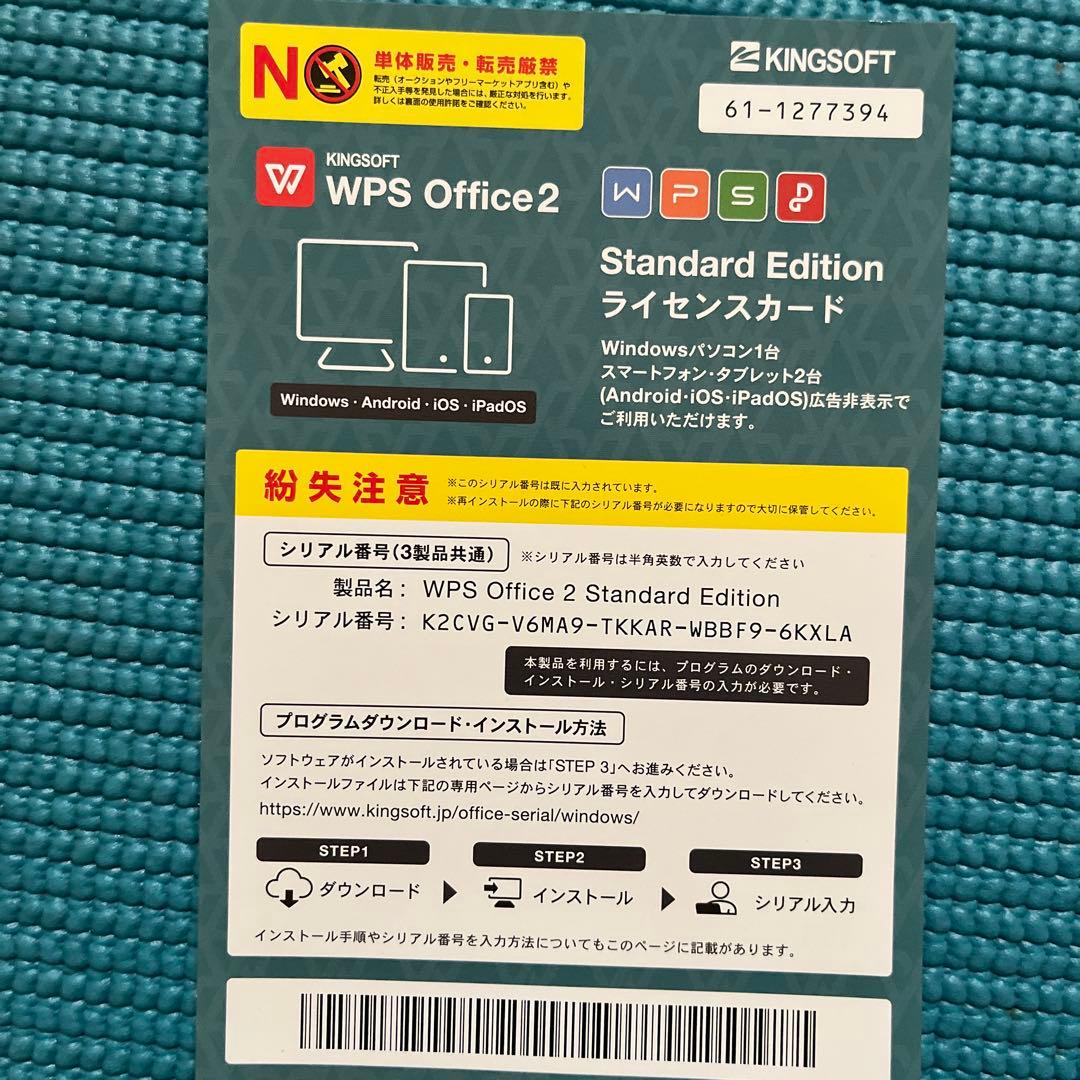 NO
単体販売・転売厳禁
転売（オークションやフリーマーケットアプリ含む）や
不正入手等を発見した場合には、厳正な対処を行います。
詳しくは裏面の使用許諾をご確認ください。
KINGSOFT
61-1277394
KINGSOFT
WPS Office2
W P S P
Standard Edition
ライセンスカード
Windowsパソコン1台
スマートフォン・タブレット2台
(Android・iOS・iPadOS)広告非表示で
ご利用いただけます。
Windows・Android・iOS・iPadOS
紛失注意
※このシリアル番号は既に入力されています。
※再インストールの際に下記のシリアル番号が必要になりますので大切に保管してください。
シリアル番号(3製品共通) ※シリアル番号は半角英数で入力してください
製品名： WPS Office 2 Standard Edition
シリアル番号： K2CVG-V6MA9-TKKAR-WBBF9-6KXLA
本製品を利用するには、プログラムのダウンロード・
インストール・シリアル番号の入力が必要です。
プログラムダウンロード・インストール方法
ソフトウェアがインストールされている場合は「STEP 3」へお進みください。
インストールファイルは下記の専用ページからシリアル番号を入力してダウンロードしてください。
https://www.kingsoft.jp/office-serial/windows/
STEP1 STEP2 STEP3
ダウンロード インストール シリアル入力
インストール手順やシリアル番号を入力方法についてもこのページに記載があります。